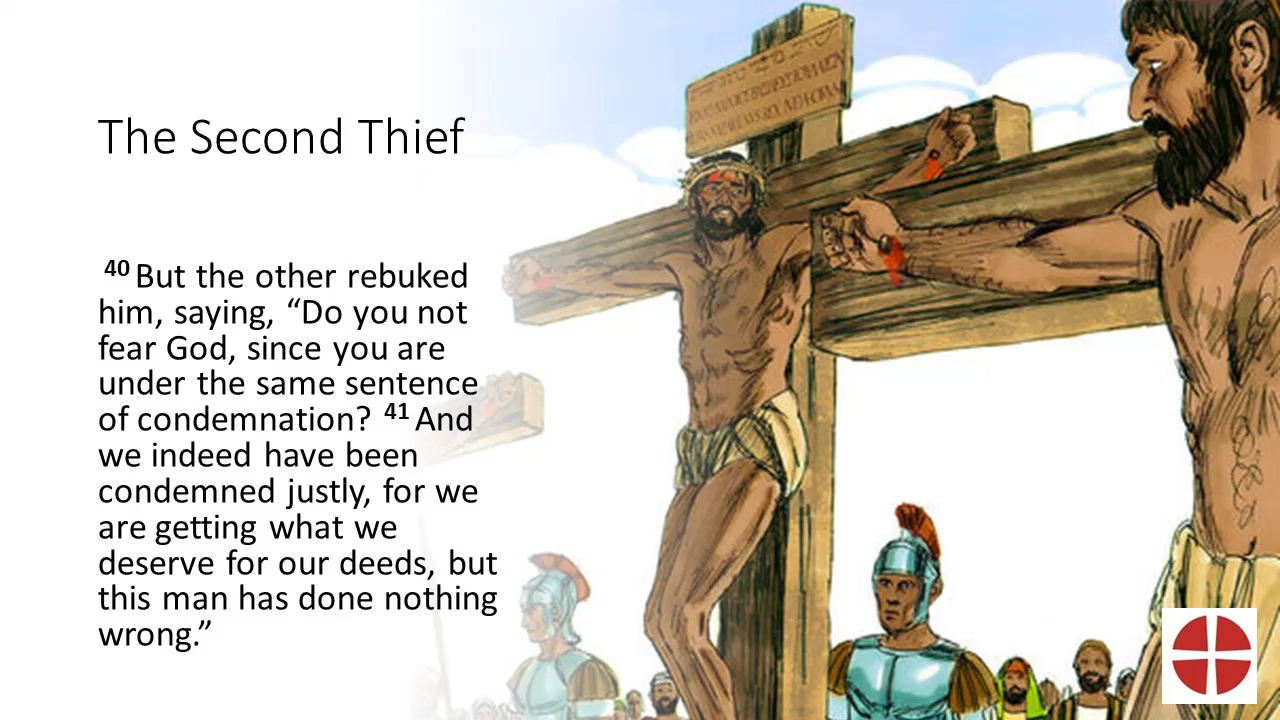 The Second Thief
40 But the other rebuked
him, saying, “Do you not
fear God, since you are
under the same sentence
of condemnation? 41 And
we indeed have been
condemned justly, for we
are getting what we
deserve for our deeds, but
this man has done nothing
wrong.”